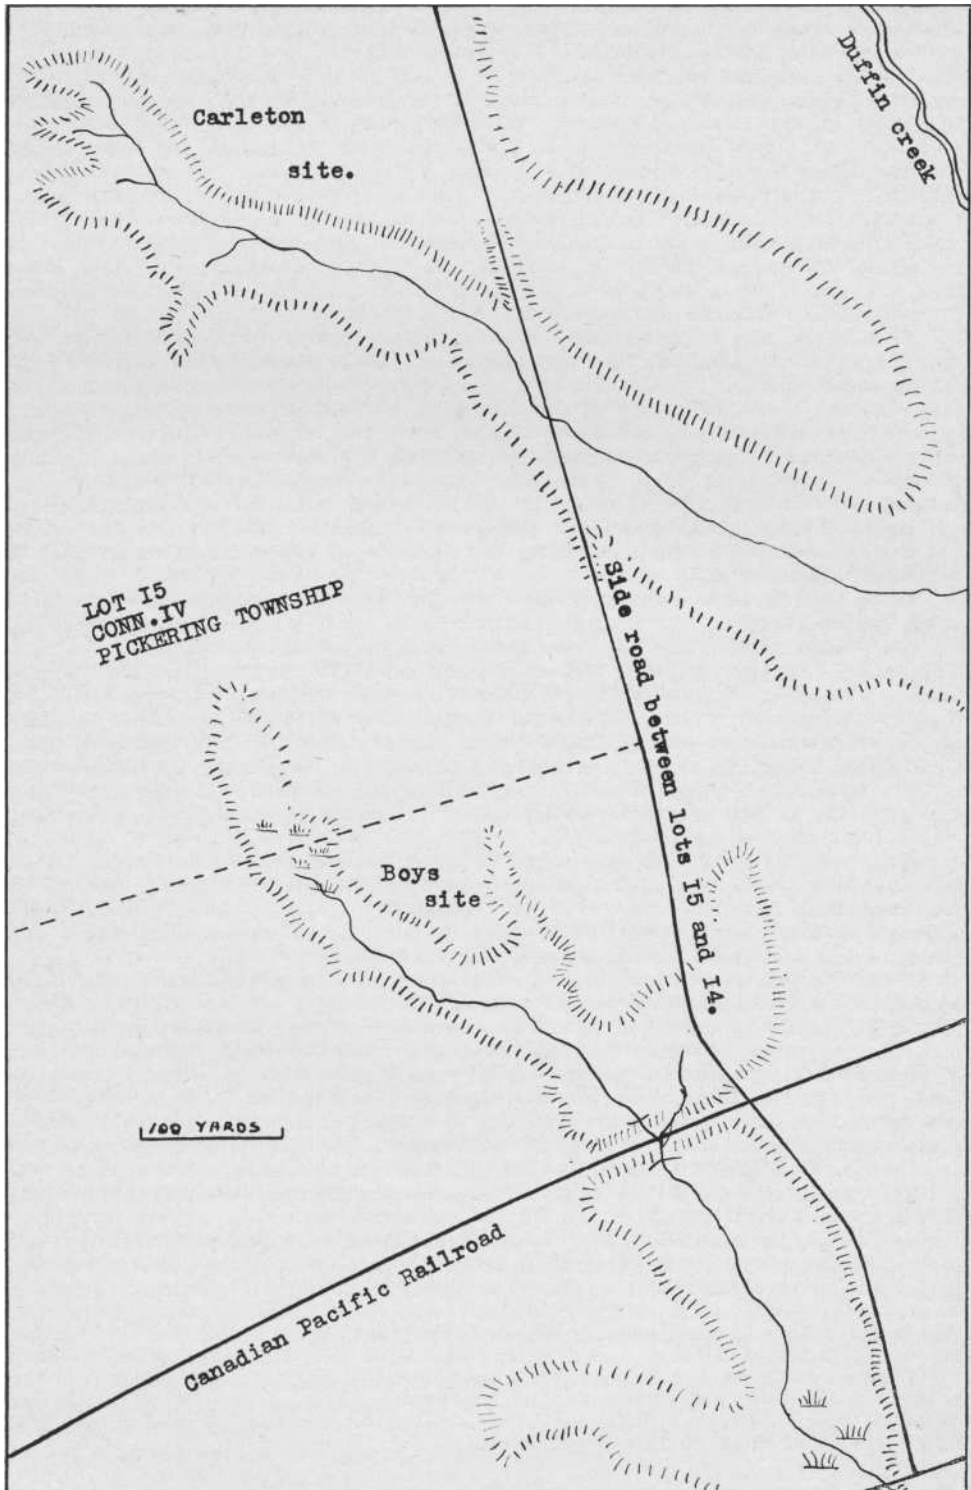 Carleton
site.
Duffin creek
LOT I5
CONN.IV
PICKERING TOWNSHIP
Side road between lots I5 and I4.
Boys
site
100 YARDS
Canadian Pacific Railroad